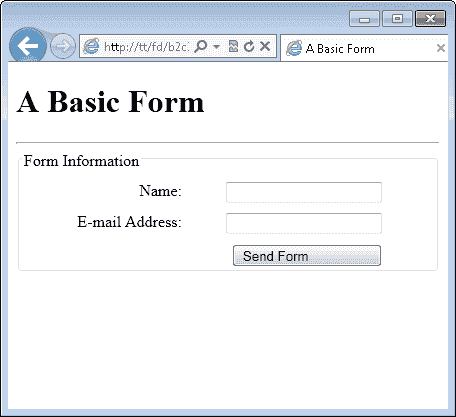 http://tt/fd/b2c
A Basic Form
A Basic Form
Form Information
Name:
E-mail Address:
Send Form